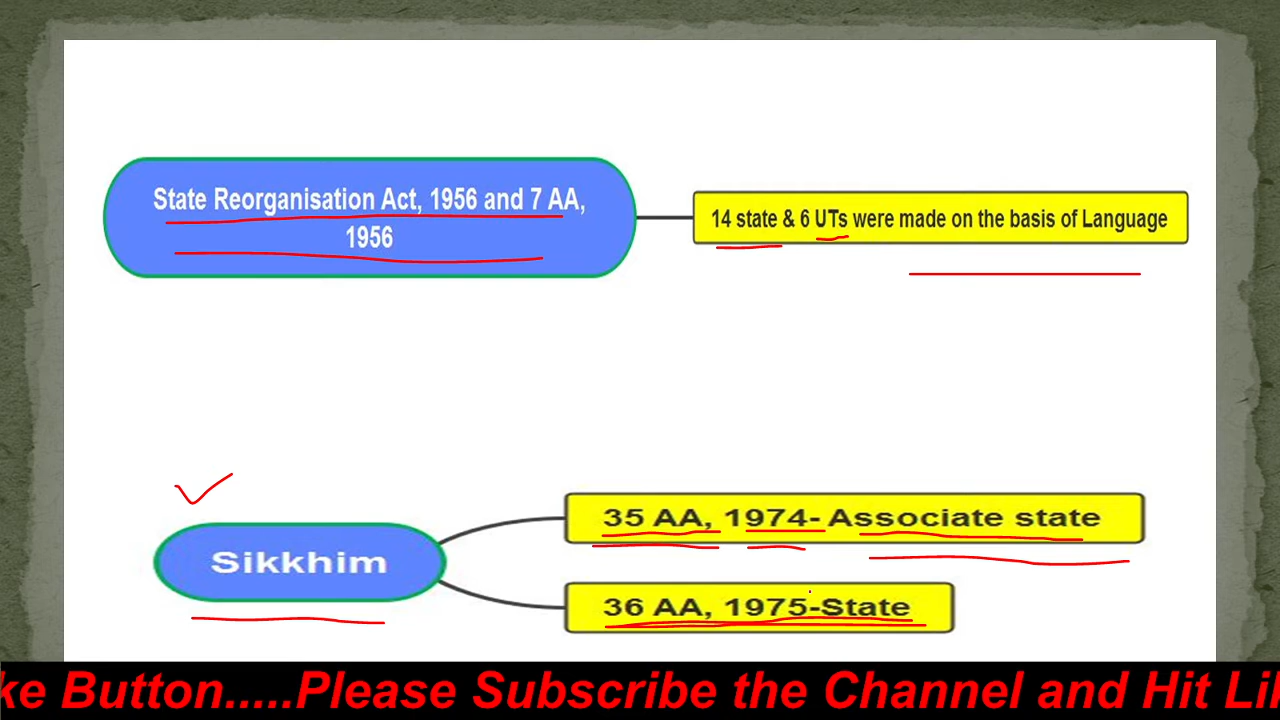 State Reorganisation Act, 1956 and 7 AA,
1956
14 state & 6 UTs were made on the basis of Language
Sikkhim
35 AA, 1974- Associate state
36 AA, 1975-State
ke Button.....Please Subscribe the Channel and Hit Li